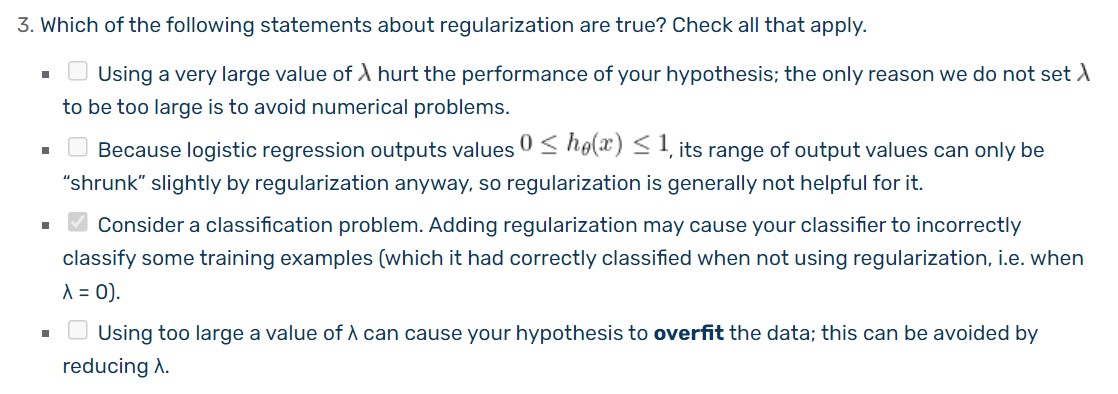 3. Which of the following statements about regularization are true? Check all that apply.
Using a very large value of λ hurt the performance of your hypothesis; the only reason we do not set λ
to be too large is to avoid numerical problems.
Because logistic regression outputs values 0 ≤ hθ(x) ≤ 1, its range of output values can only be
“shrunk” slightly by regularization anyway, so regularization is generally not helpful for it.
Consider a classification problem. Adding regularization may cause your classifier to incorrectly
classify some training examples (which it had correctly classified when not using regularization, i.e. when
λ = 0).
Using too large a value of λ can cause your hypothesis to overfit the data; this can be avoided by
reducing λ.